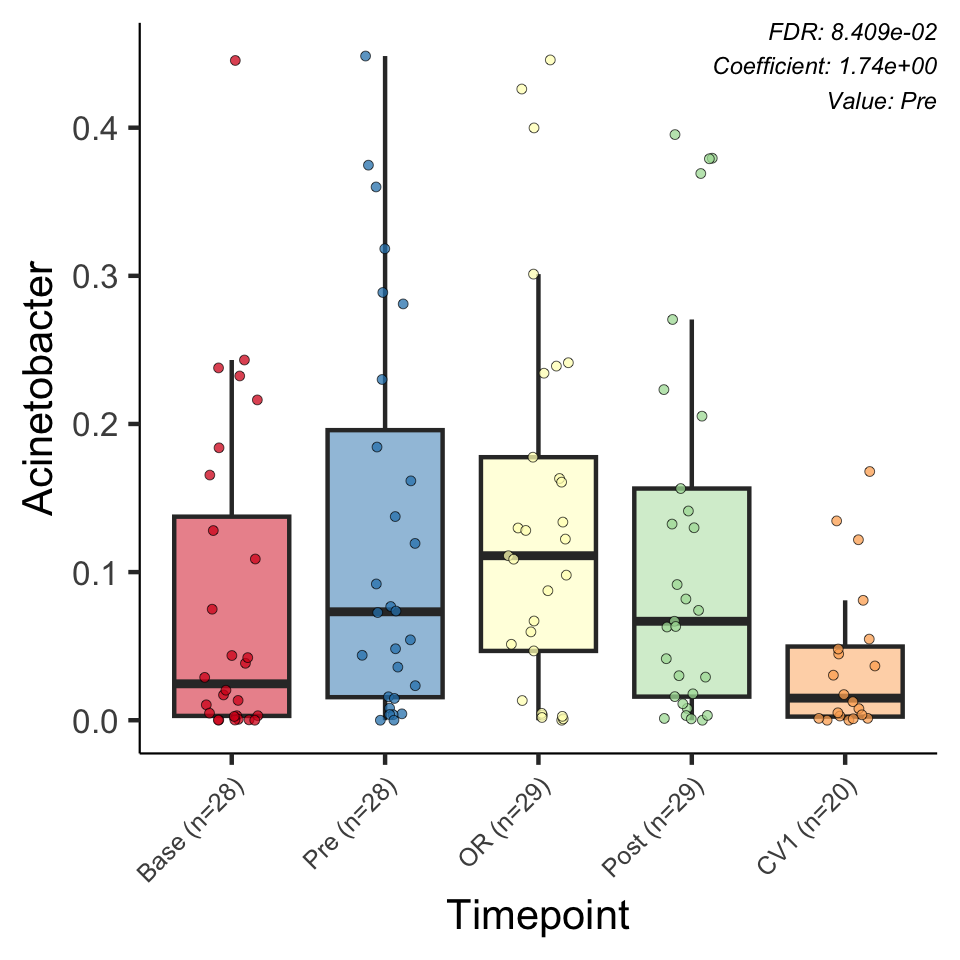 FDR: 8.409e-02
Coefficient: 1.74e+00
Value: Pre
Acinetobacter
0.4
0.3
0.2
0.1
0.0
Base (n=28)
Pre (n=28)
OR (n=29)
Post (n=29)
CV1 (n=20)
Timepoint